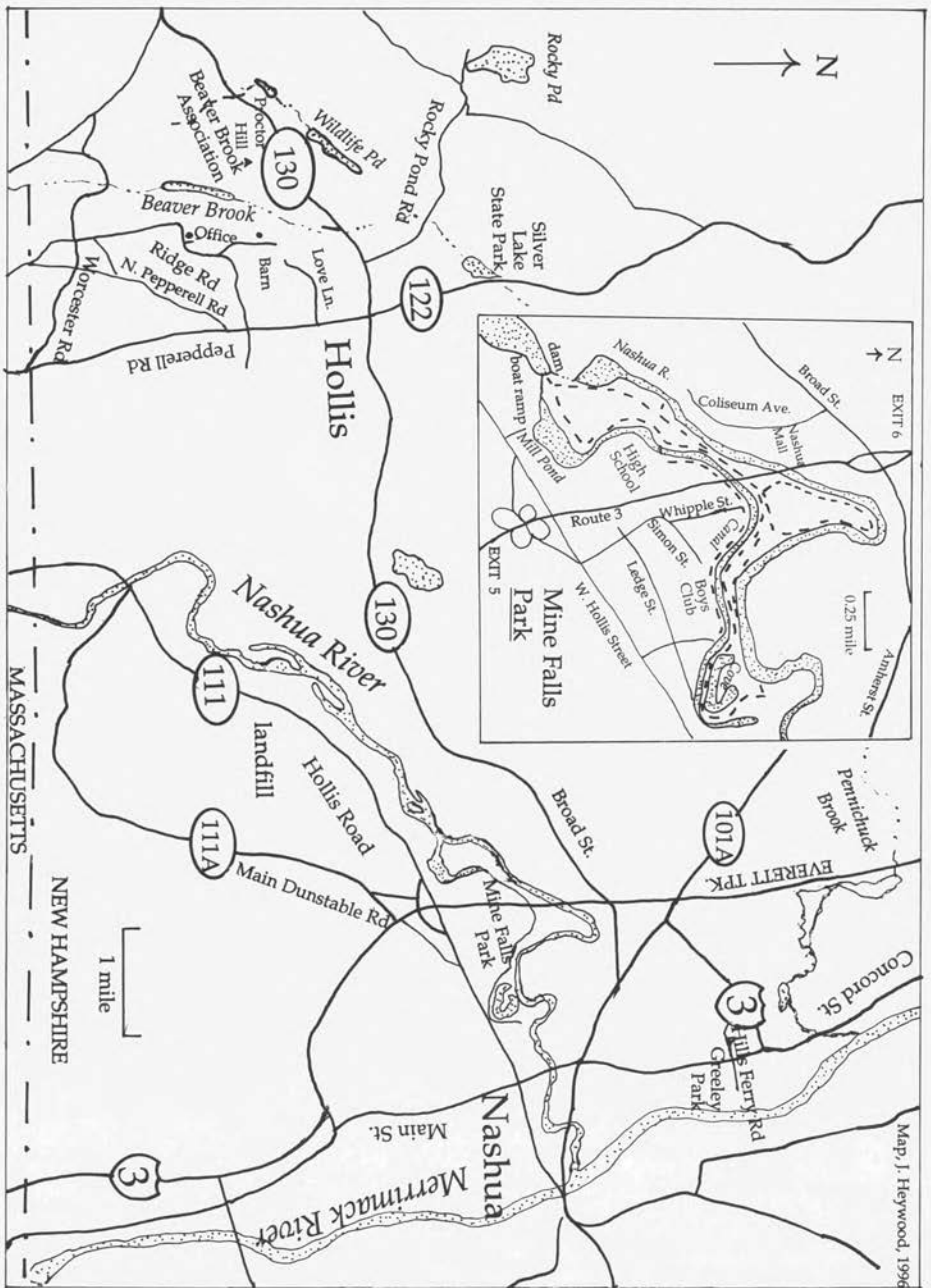 N
Rocky Pd
Rocky Pond Rd
Silver
Lake
State Park
Wildlife Pd
130
Proctor
Hill
Beaver Brook
Association
Beaver Brook
Office
Barn
Love Ln.
Ridge Rd
N. Pepperell Rd
Worcester Rd
Pepperell Rd
122
Hollis
130
N
EXIT 6
Broad St.
Nashua R.
Coliseum Ave.
Nashua
Mall
dam
boat ramp
Mill Pond
High
School
Route 3
Whipple St.
Simon St.
Canal
Boys
Club
Ledge St.
W. Hollis Street
EXIT 5
Mine Falls
Park
0.25 mile
Cove
Amherst St.
Pennichuck
Brook
EVERETT TPK.
101A
Broad St.
Concord St.
3
Hills Ferry Rd
Greeley
Park
Nashua River
111
landfill
Hollis Road
111A
Main Dunstable Rd
Mine Falls
Park
Nashua
Main St.
Merrimack River
3
1 mile
NEW HAMPSHIRE
MASSACHUSETTS
Map, J. Heywood, 1996